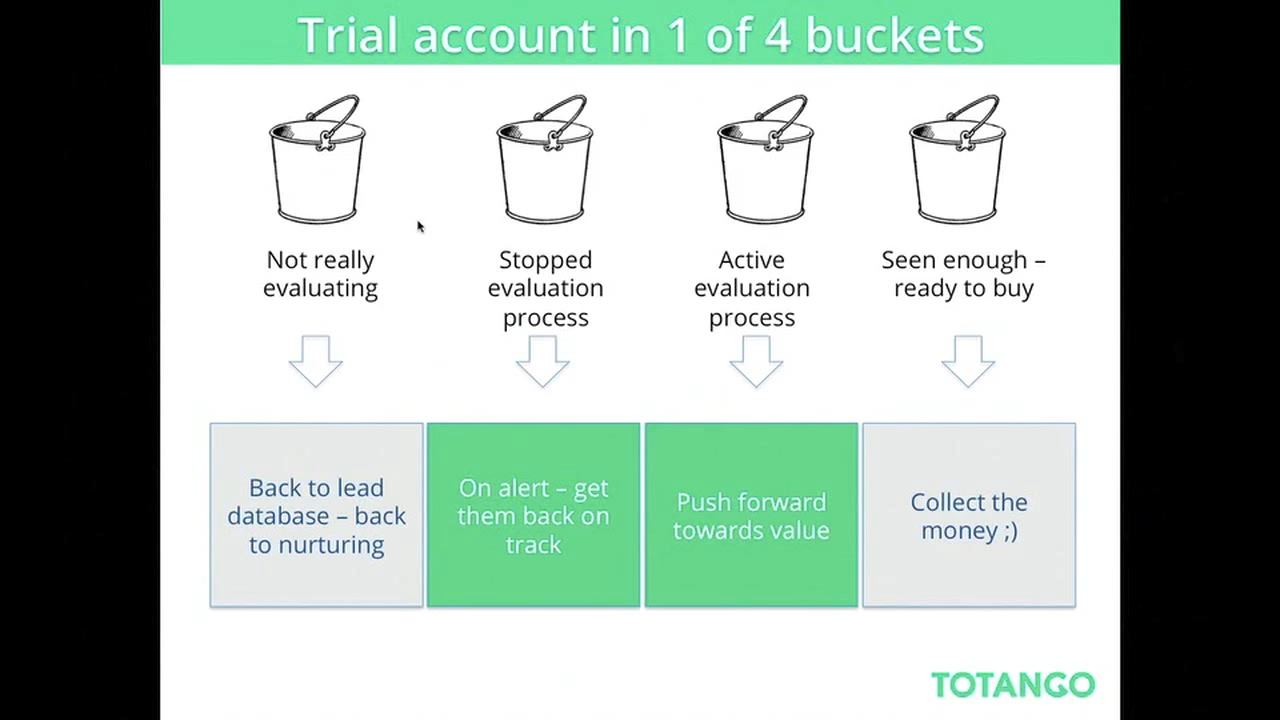 Trial account in 1 of 4 buckets
Not really
evaluating
Stopped
evaluation
process
Active
evaluation
process
Seen enough –
ready to buy
Back to lead
database – back
to nurturing
On alert – get
them back on
track
Push forward
towards value
Collect the
money ;)
TOTANGO